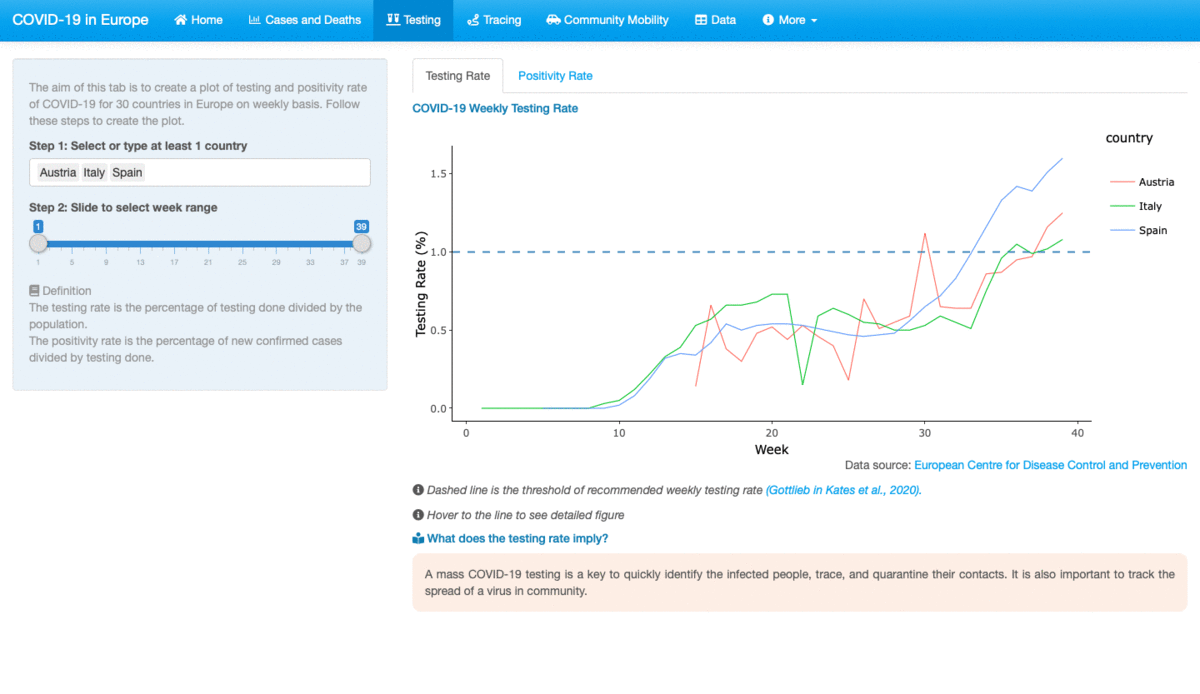 COVID-19 in Europe Home Cases and Deaths Testing Tracing Community Mobility Data More
The aim of this tab is to create a plot of testing and positivity rate
of COVID-19 for 30 countries in Europe on weekly basis. Follow
these steps to create the plot.
Step 1: Select or type at least 1 country
Austria Italy Spain
Step 2: Slide to select week range
1 39
1 5 9 13 17 21 25 29 33 37 39
Definition
The testing rate is the percentage of testing done divided by the
population.
The positivity rate is the percentage of new confirmed cases
divided by testing done.
Testing Rate Positivity Rate
COVID-19 Weekly Testing Rate
country
Austria
Italy
Spain
Testing Rate (%)
1.5
1.0
0.5
0.0
0 10 20 30 40
Week
Data source: European Centre for Disease Control and Prevention
Dashed line is the threshold of recommended weekly testing rate (Gottlieb in Kates et al., 2020).
Hover to the line to see detailed figure
What does the testing rate imply?
A mass COVID-19 testing is a key to quickly identify the infected people, trace, and quarantine their contacts. It is also important to track the
spread of a virus in community.